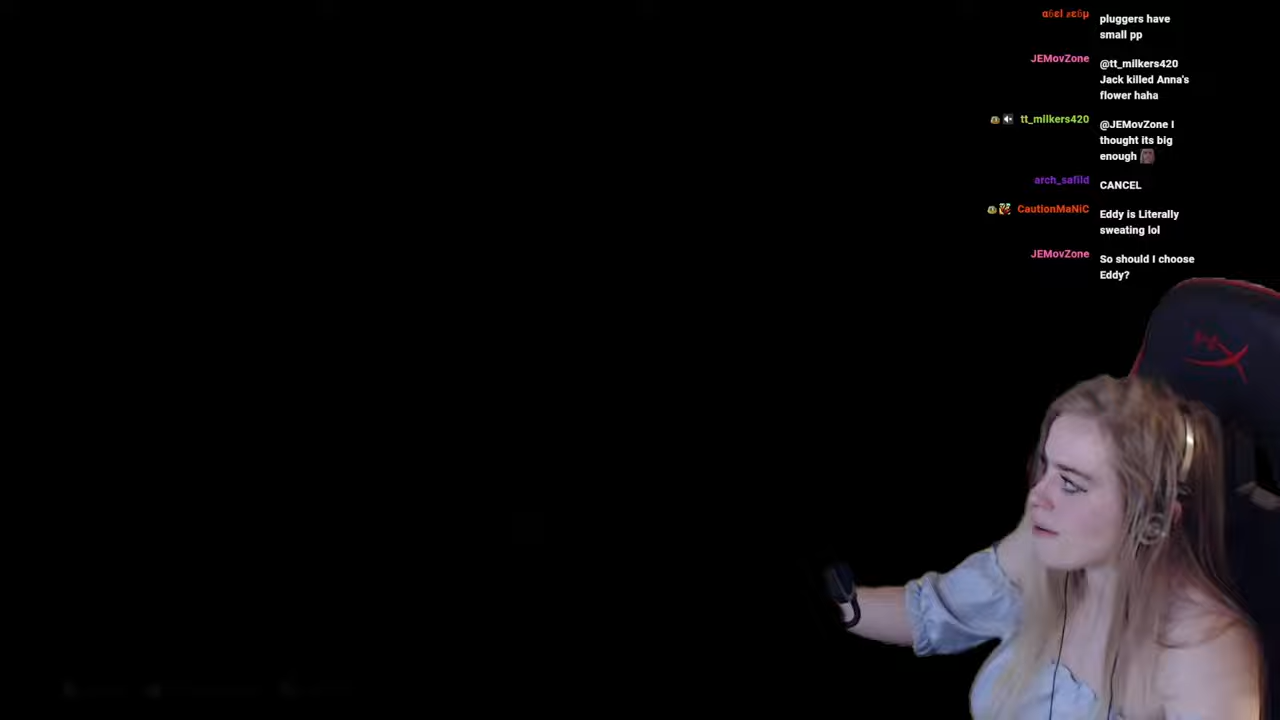 pluggers have
small pp
JEMovZone @tt_milkers420
Jack killed Anna's
flower haha
tt_milkers420 @JEMovZone I
thought its big
enough
arch_safild CANCEL
CautionMaNiC Eddy is Literally
sweating lol
JEMovZone So should I choose
Eddy?